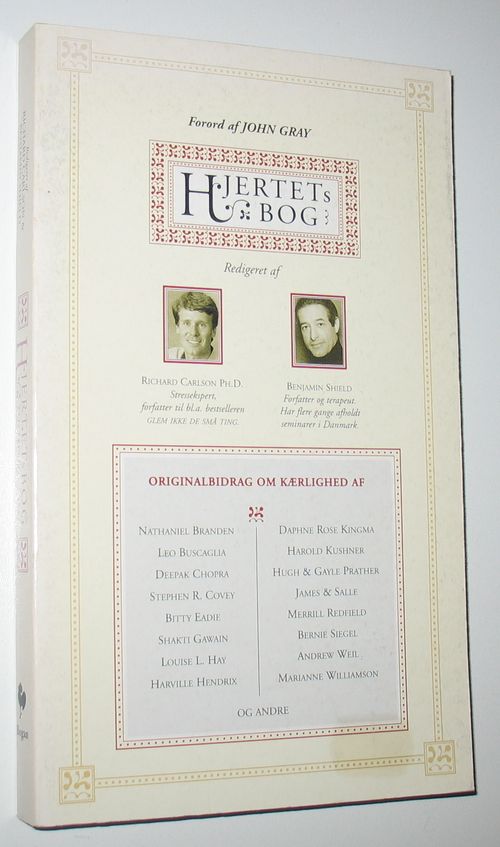 Forord af JOHN GRAY
HJERTETS
BOG
Redigeret af
RICHARD CARLSON PH.D.
Stressekspert,
forfatter til bl.a. bestselleren
GLEM IKKE DE SMÅ TING.
BENJAMIN SHIELD
Forfatter og terapeut.
Har flere gange afholdt
seminarer i Danmark.
ORIGINALBIDRAG OM KÆRLIGHED AF
NATHANIEL BRANDEN
LEO BUSCAGLIA
DEEPAK CHOPRA
STEPHEN R. COVEY
BITTY EADIE
SHAKTI GAWAIN
LOUISE L. HAY
HARVILLE HENDRIX
DAPHNE ROSE KINGMA
HAROLD KUSHNER
HUGH & GAYLE PRATHER
JAMES & SALLE
MERRILL REDFIELD
BERNIE SIEGEL
ANDREW WEIL
MARIANNE WILLIAMSON
OG ANDRE
HJERTETS BOG